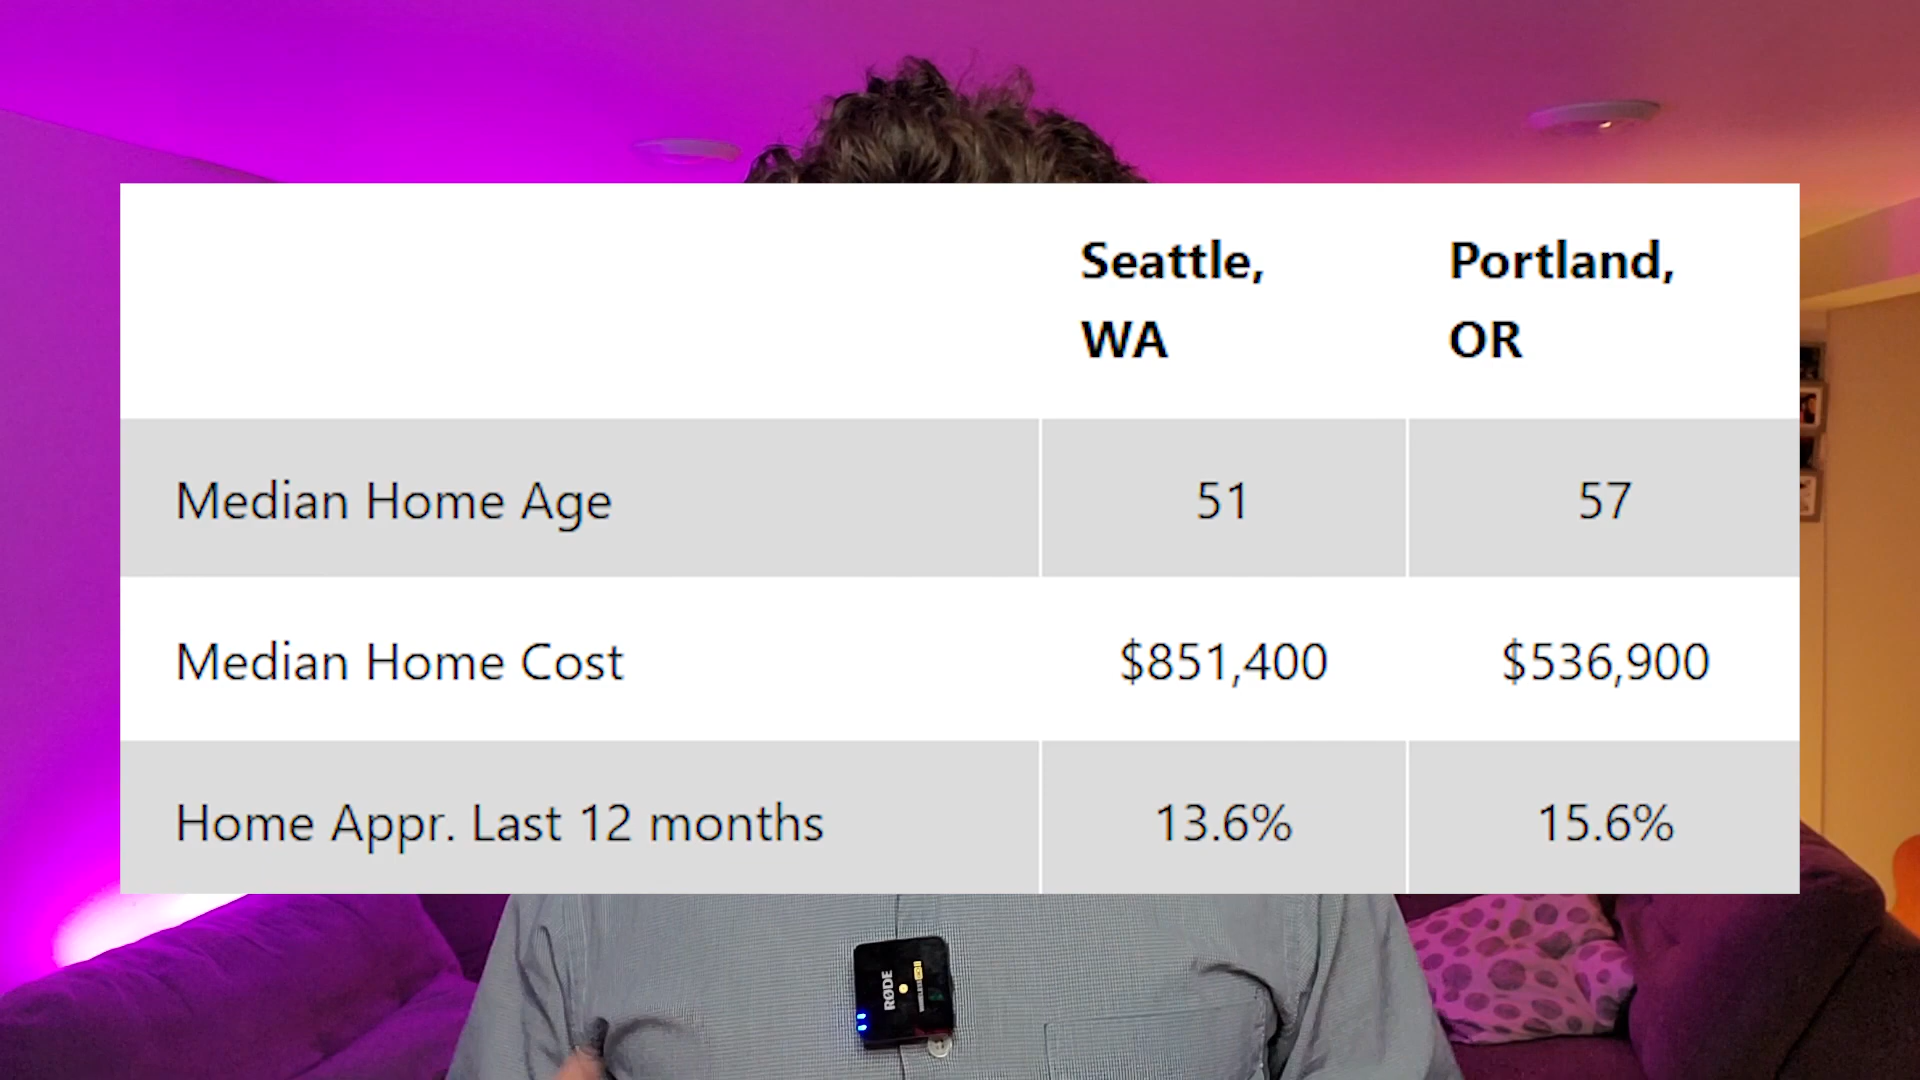 Seattle, Portland,
WA OR
Median Home Age 51 57
Median Home Cost $851,400 $536,900
Home Appr. Last 12 months 13.6% 15.6%
RØDE